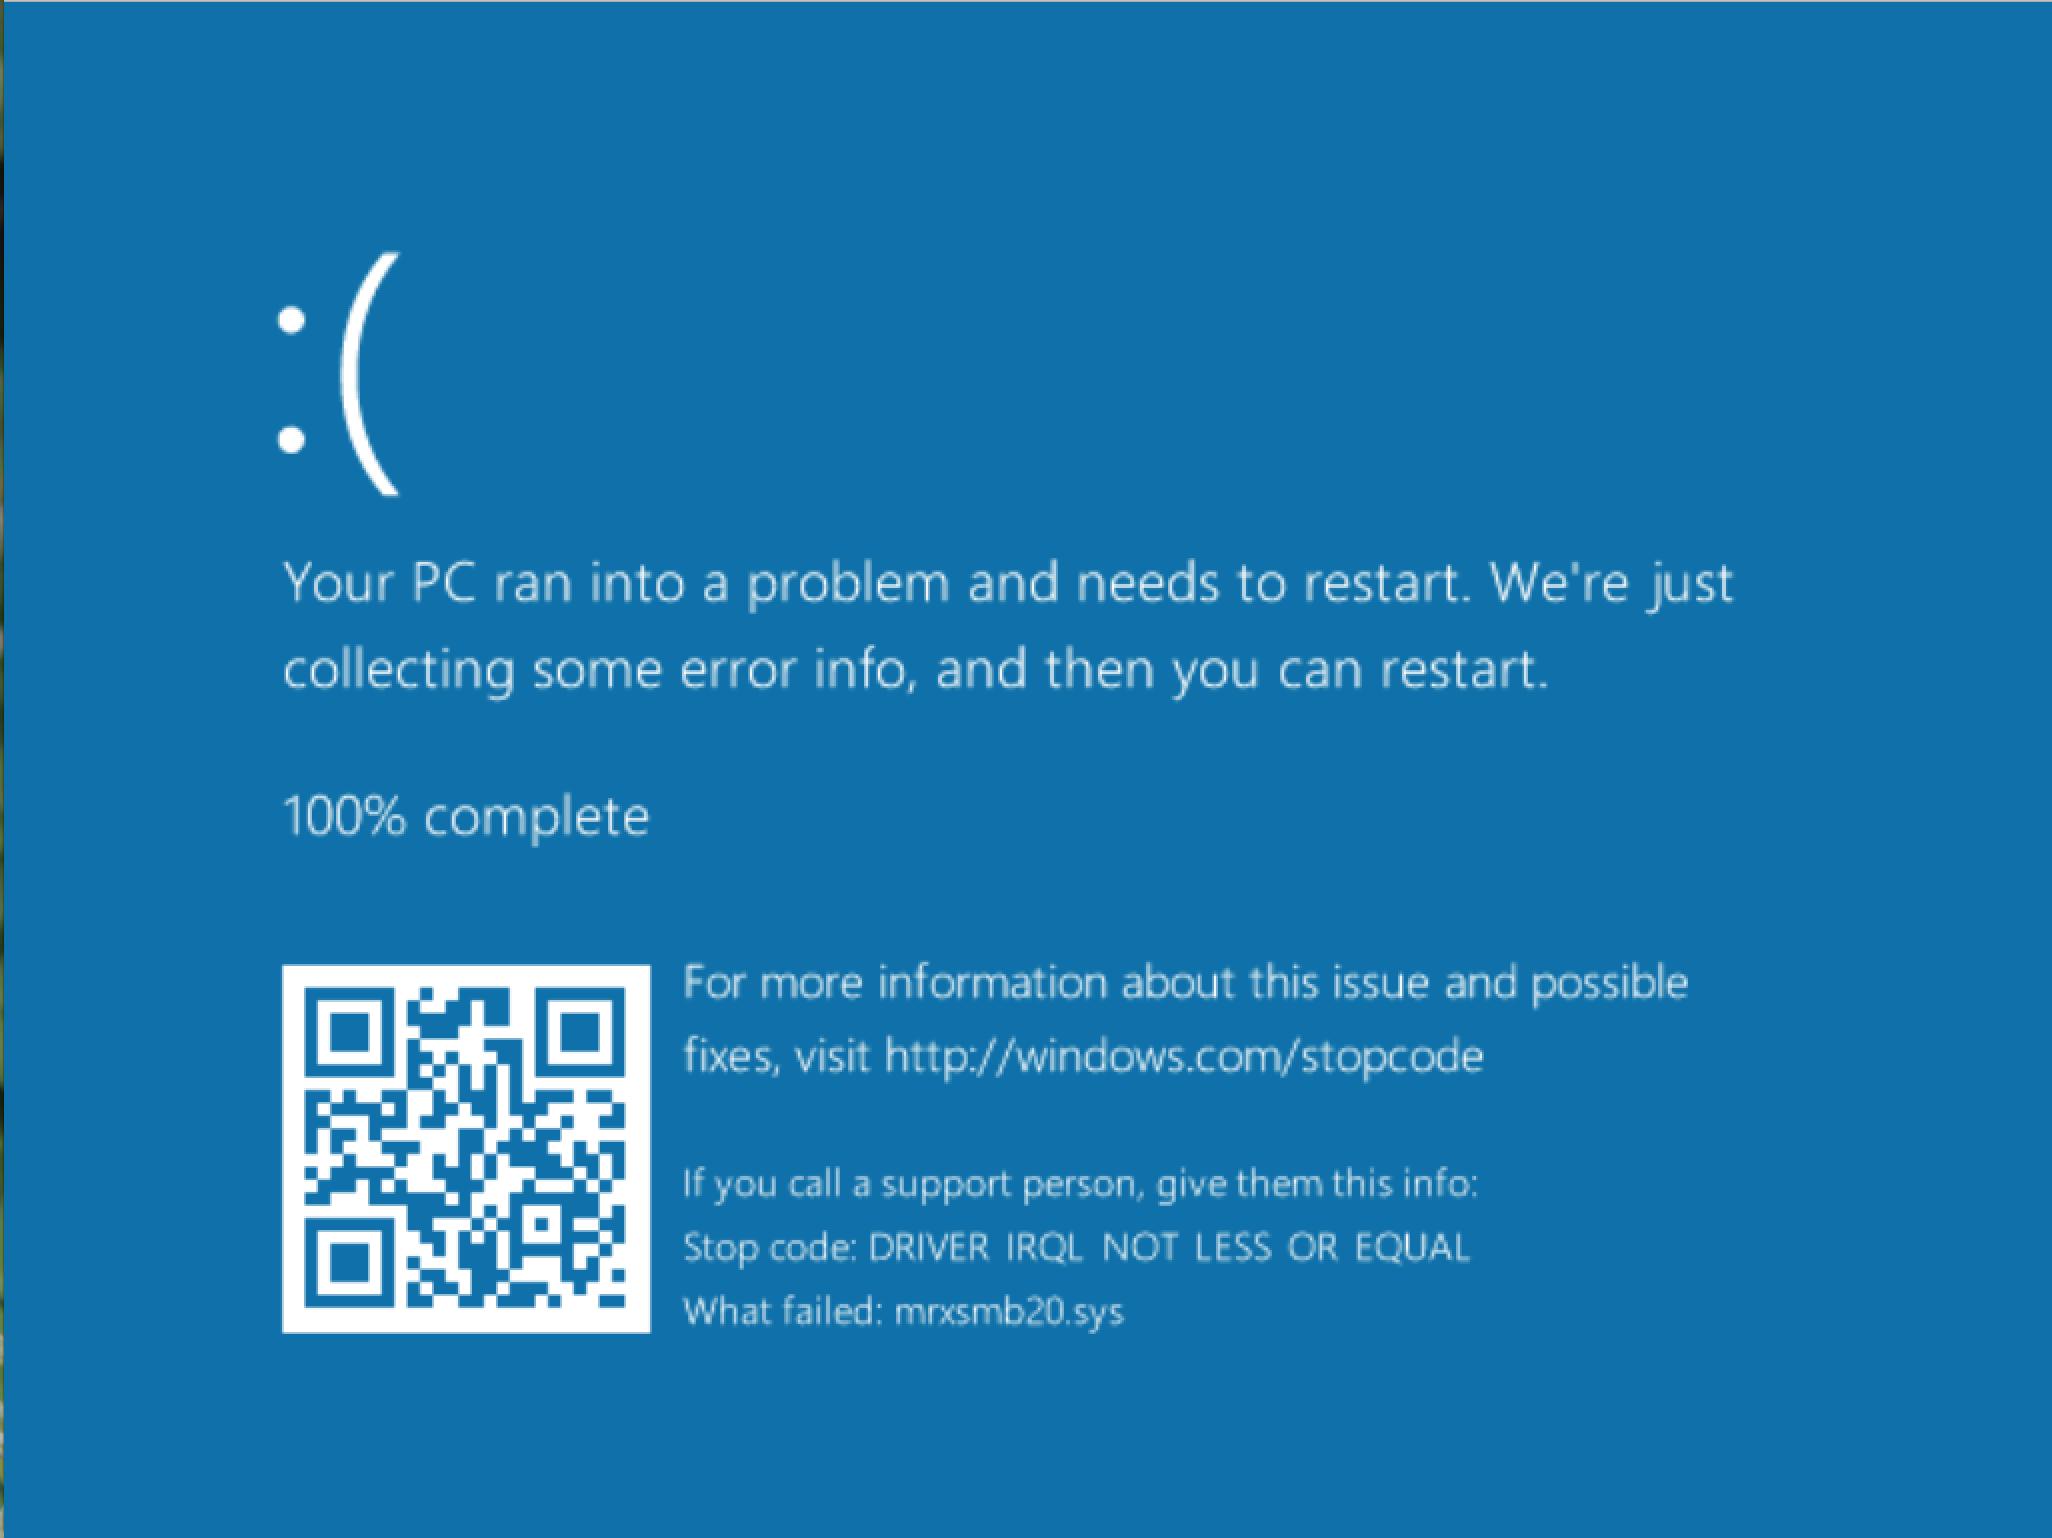 :(
Your PC ran into a problem and needs to restart. We're just
collecting some error info, and then you can restart.
100% complete
For more information about this issue and possible
fixes, visit http://windows.com/stopcode
If you call a support person, give them this info:
Stop code: DRIVER IRQL NOT LESS OR EQUAL
What failed: mrxsmb20.sys